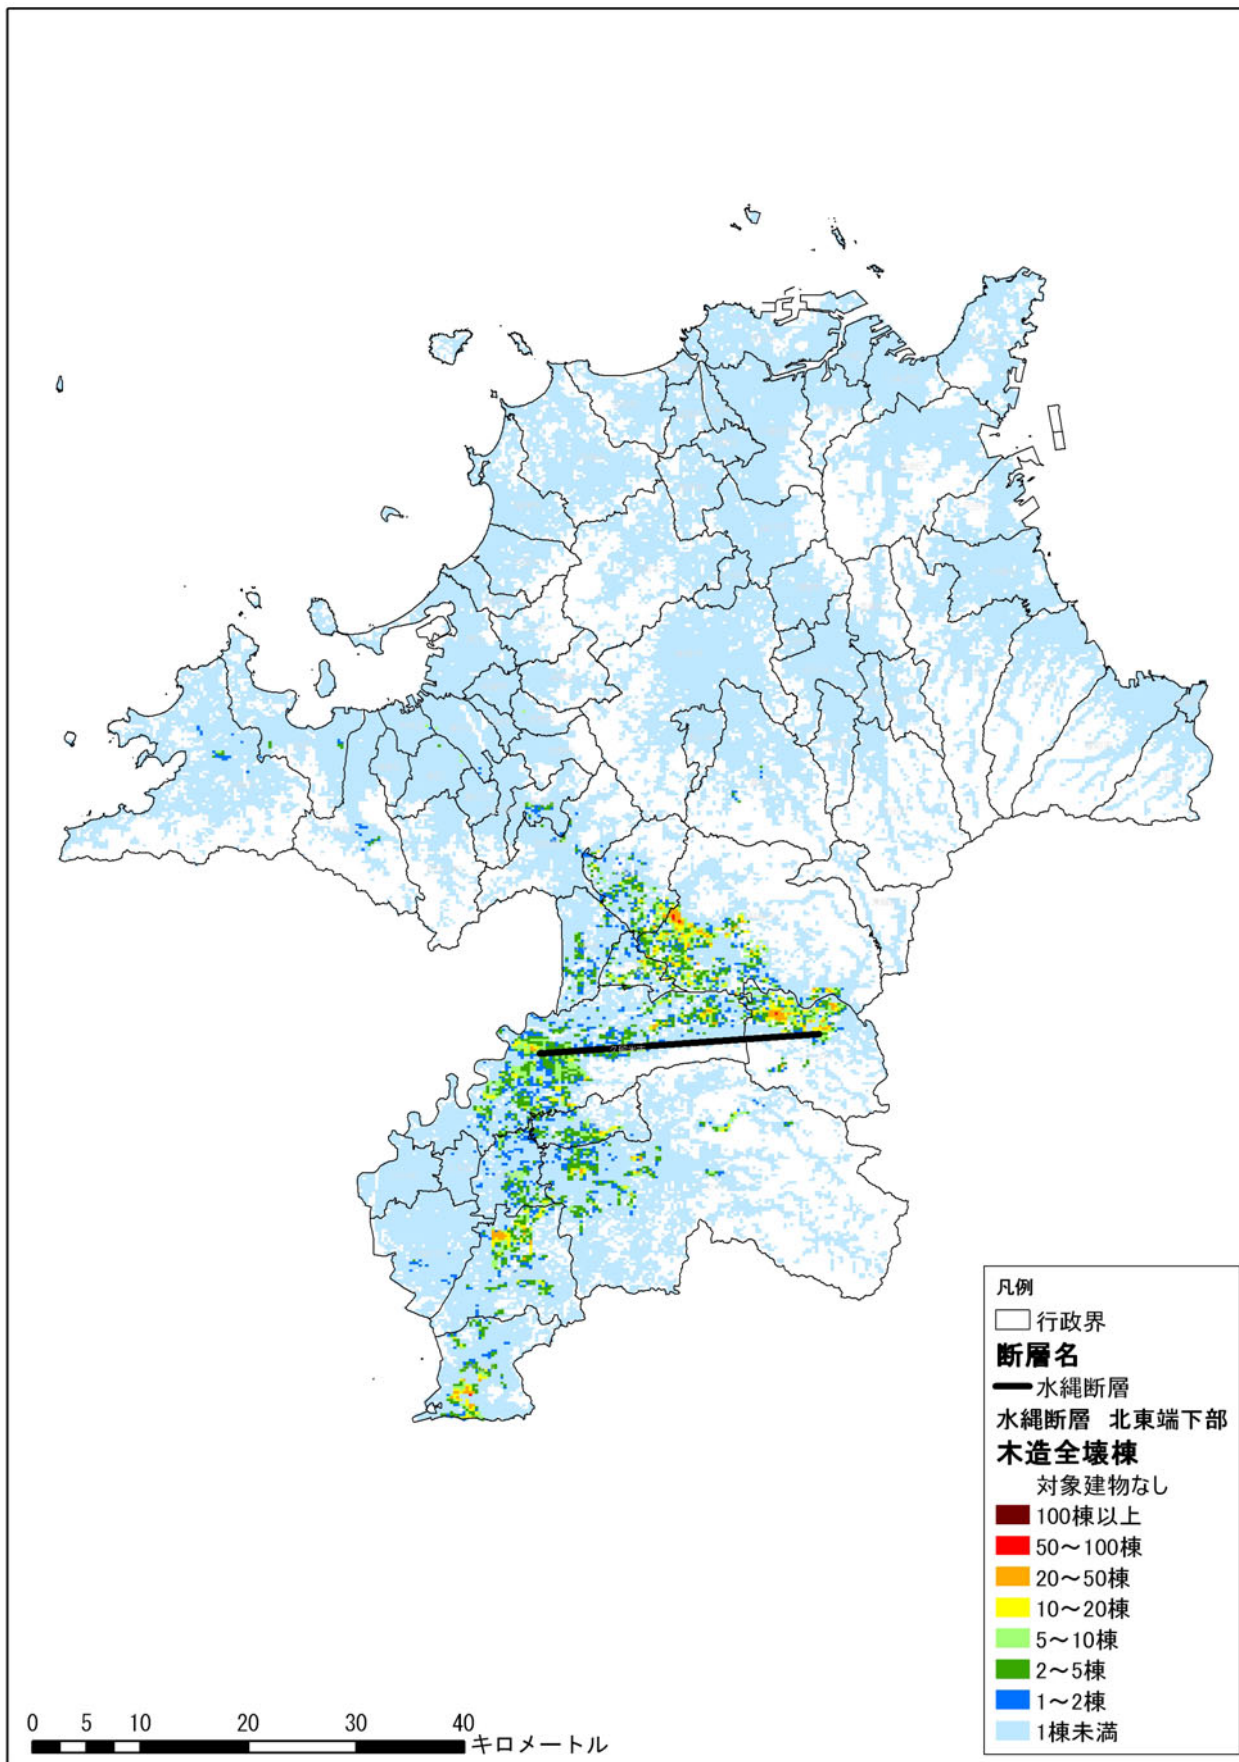 凡例
行政界
断層名
水縄断層
水縄断層 北東端下部
木造全壊棟
対象建物なし
100棟以上
50～100棟
20～50棟
10～20棟
5～10棟
2～5棟
1～2棟
1棟未満
0 5 10 20 30 40
キロメートル